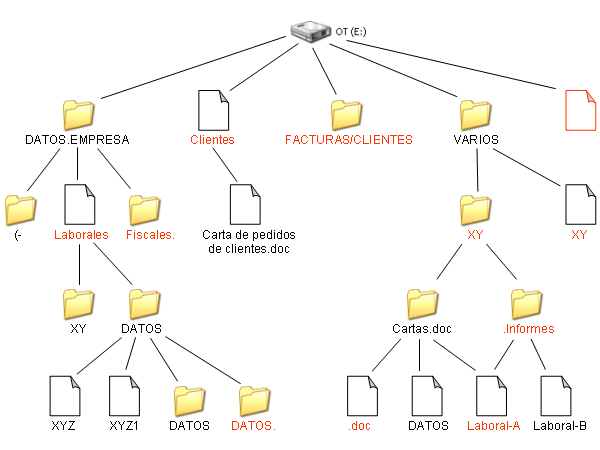 OT (E:)
DATOS.EMPRESA
Clientes
FACTURAS/CLIENTES
VARIOS
(-
Laborales
Fiscales.
Carta de pedidos
de clientes.doc
XY
XY
XY
DATOS
Cartas.doc
.Informes
XYZ
XYZ1
DATOS
DATOS.
.doc
DATOS
Laboral-A
Laboral-B